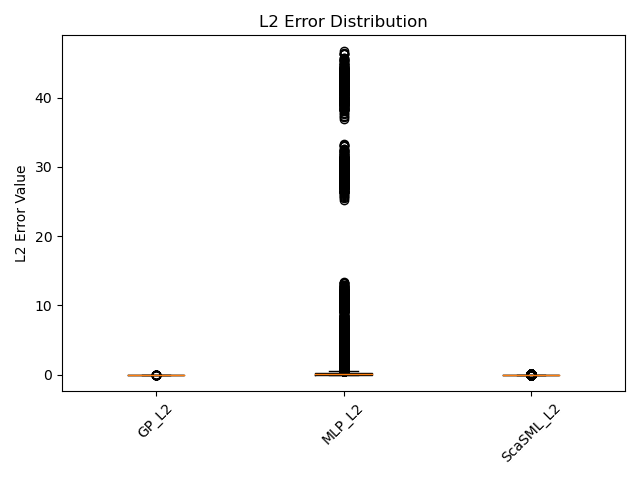 L2 Error Distribution
L2 Error Value
40
30
20
10
0
GP_L2
MLP_L2
ScaSML_L2